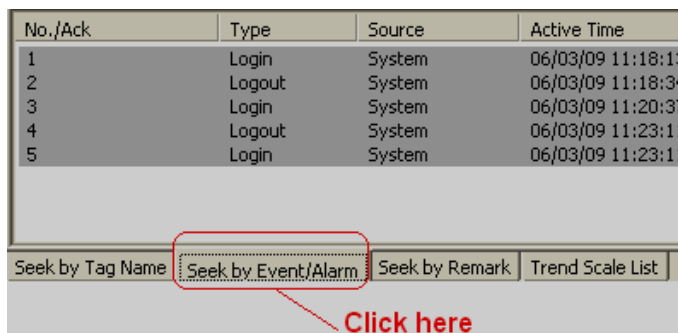 No./Ack Type Source Active Time
1 Login System 06/03/09 11:18:1
2 Logout System 06/03/09 11:18:3
3 Login System 06/03/09 11:20:3
4 Logout System 06/03/09 11:23:1
5 Login System 06/03/09 11:23:1
Seek by Tag Name Seek by Event/Alarm Seek by Remark Trend Scale List
Click here